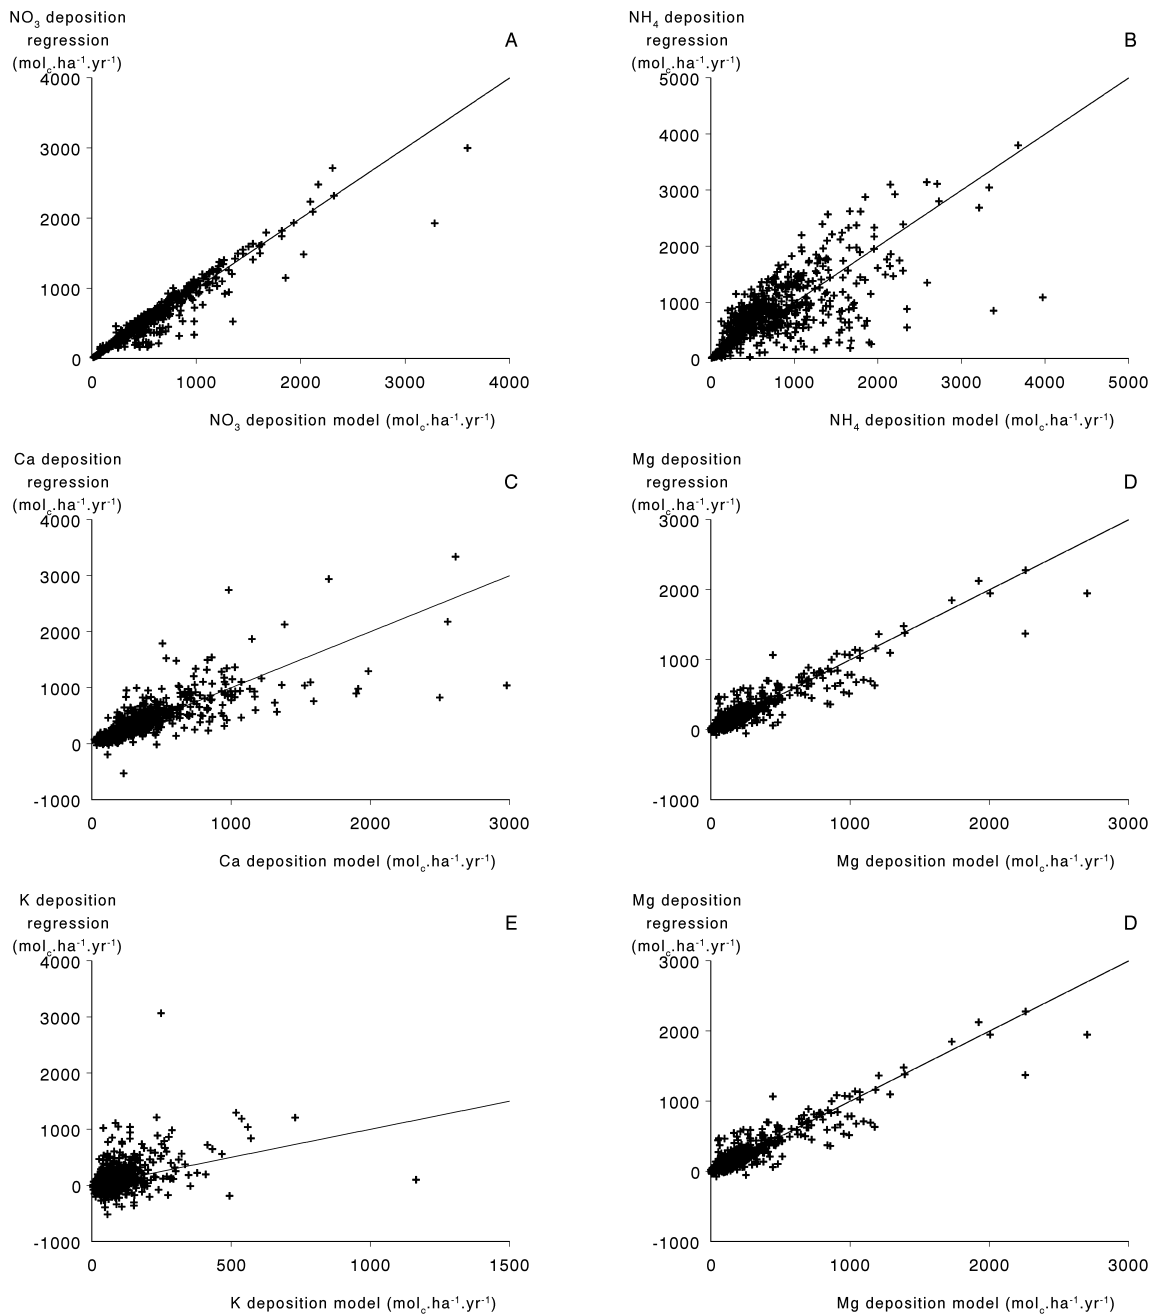 NO3 deposition
regression
(molc.ha-1.yr-1)
A
4000
3000
2000
1000
0
0 1000 2000 3000 4000
NO3 deposition model (molc.ha-1.yr-1)
NH4 deposition
regression
(molc.ha-1.yr-1)
B
5000
4000
3000
2000
1000
0
0 1000 2000 3000 4000 5000
NH4 deposition model (molc.ha-1.yr-1)
Ca deposition
regression
(molc.ha-1.yr-1)
C
4000
3000
2000
1000
0
-1000
0 1000 2000 3000
Ca deposition model (molc.ha-1.yr-1)
Mg deposition
regression
(molc.ha-1.yr-1)
D
3000
2000
1000
0
-1000
0 1000 2000 3000
Mg deposition model (molc.ha-1.yr-1)
K deposition
regression
(molc.ha-1.yr-1)
E
4000
3000
2000
1000
0
-1000
0 500 1000 1500
K deposition model (molc.ha-1.yr-1)
Mg deposition
regression
(molc.ha-1.yr-1)
D
3000
2000
1000
0
-1000
0 1000 2000 3000
Mg deposition model (molc.ha-1.yr-1)